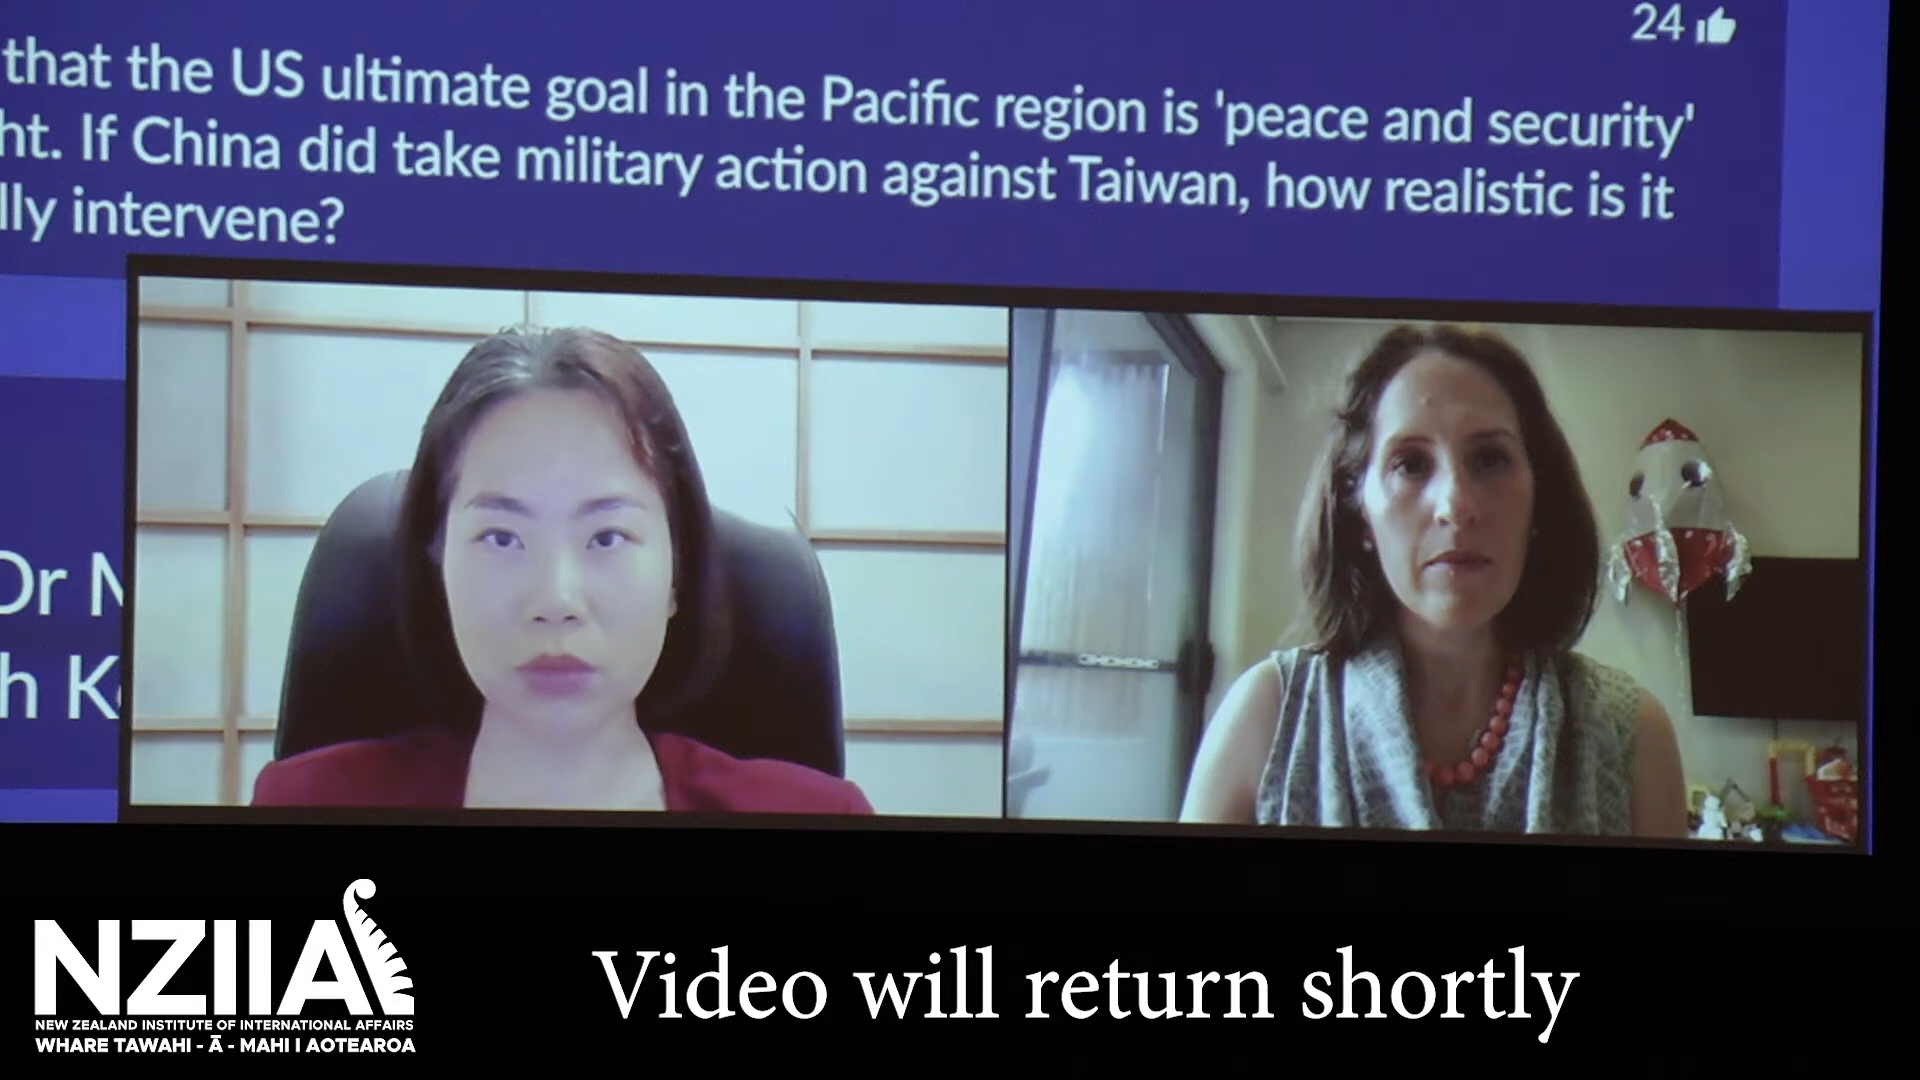 24
that the US ultimate goal in the Pacific region is 'peace and security'
ht. If China did take military action against Taiwan, how realistic is it
lly intervene?
Dr M
h K
NZIIA
NEW ZEALAND INSTITUTE OF INTERNATIONAL AFFAIRS
WHARE TAWAHI - Ā - MAHI I AOTEAROA
Video will return shortly